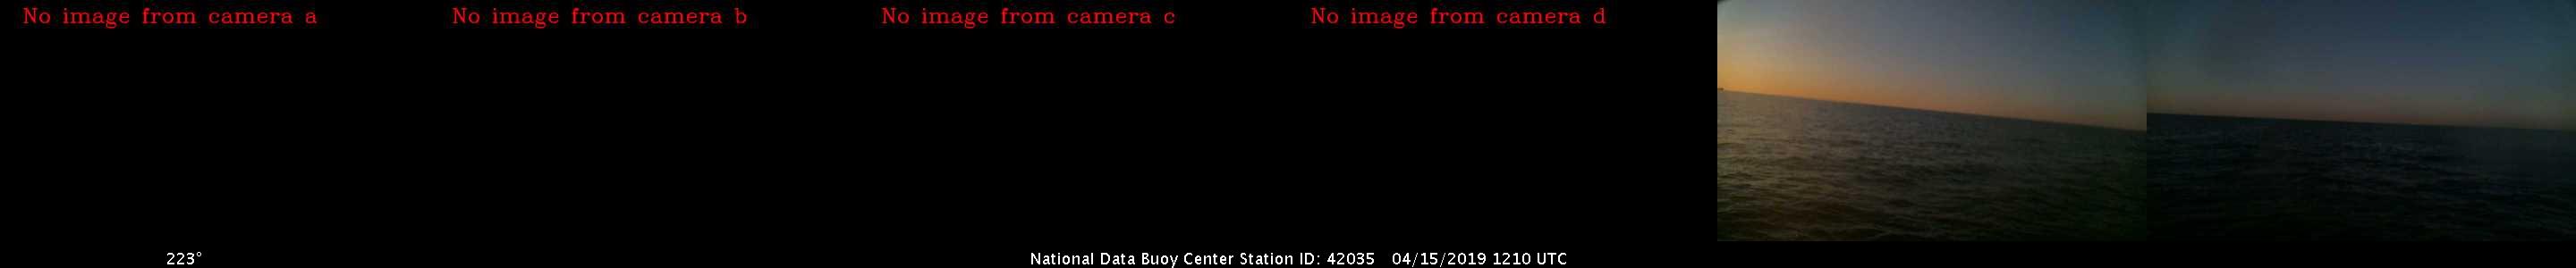 No image from camera a
No image from camera b
No image from camera c
No image from camera d
223°
National Data Buoy Center Station ID: 42035 04/15/2019 1210 UTC